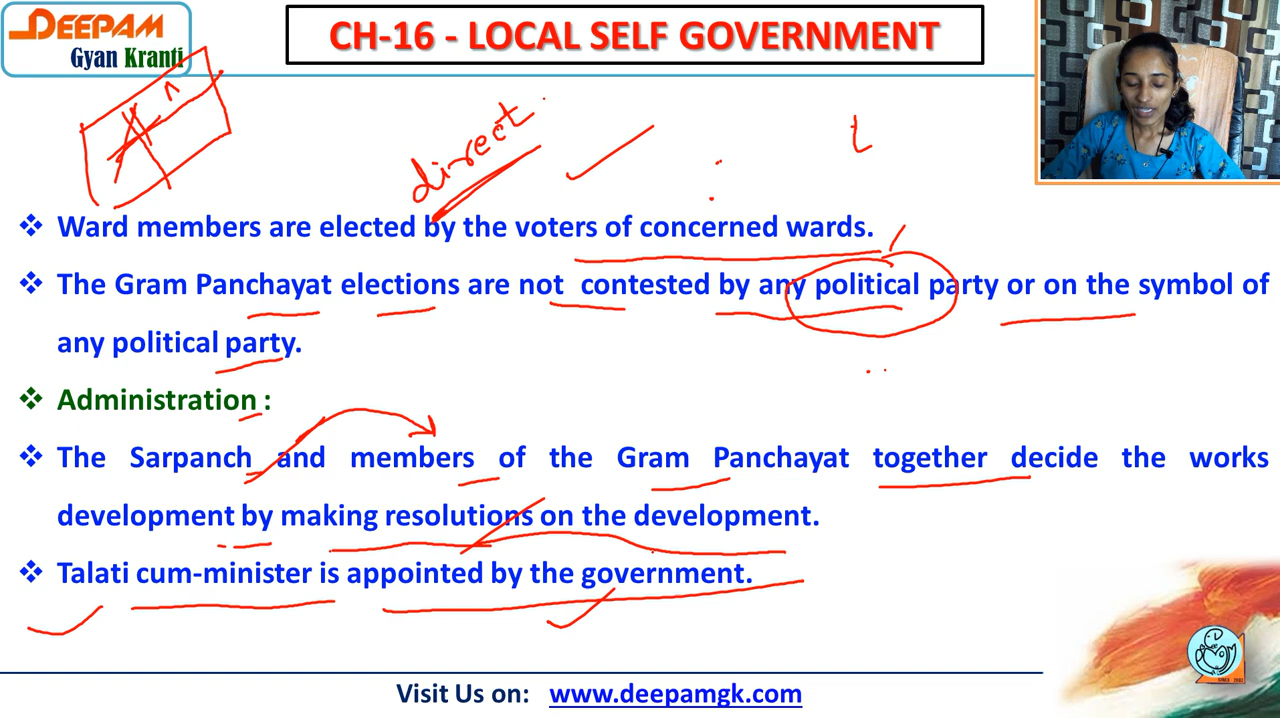 DEEPAM
Gyan Kranti
CH-16 - LOCAL SELF GOVERNMENT
direct
❖ Ward members are elected by the voters of concerned wards.
❖ The Gram Panchayat elections are not contested by any political party or on the symbol of
any political party.
❖ Administration :
❖ The Sarpanch and members of the Gram Panchayat together decide the works
development by making resolutions on the development.
❖ Talati cum-minister is appointed by the government.
Visit Us on: www.deepamgk.com